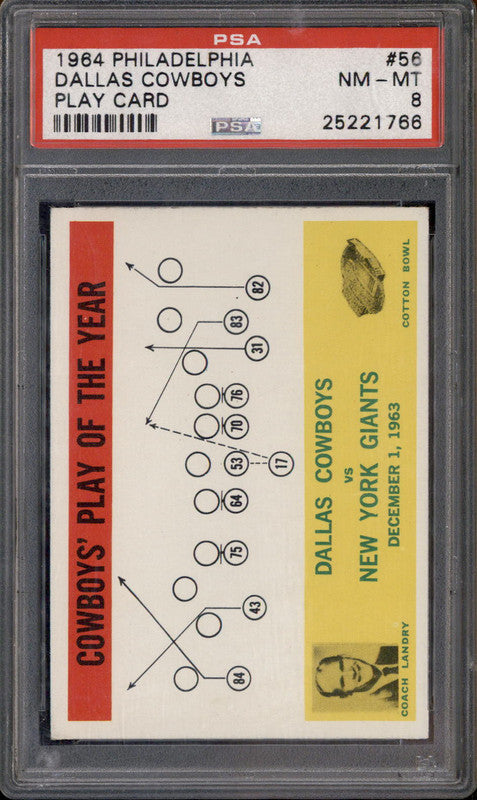 PSA
1964 PHILADELPHIA #56
DALLAS COWBOYS NM - MT
PLAY CARD 8
PSA 25221766
COWBOYS' PLAY OF THE YEAR
84
43
75
64
53
17
70
76
31
83
82
DALLAS COWBOYS
vs
NEW YORK GIANTS
DECEMBER 1, 1963
COACH LANDRY
COTTON BOWL